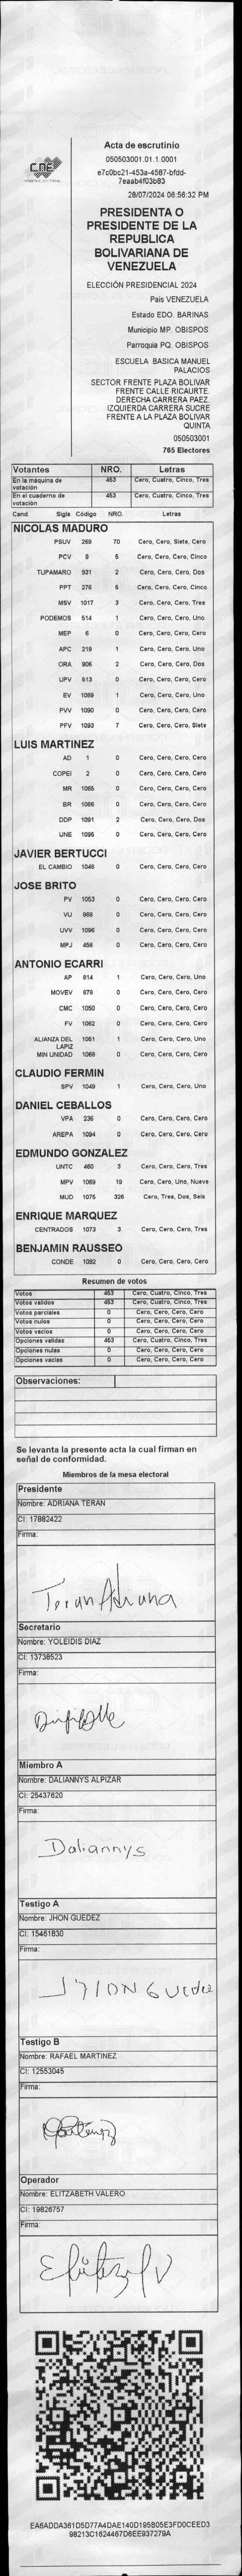 CNE
Acta de escrutinio
050503001.01.1.0001
e7c0bc21-453a-4587-bfdd-
7eaab4f03b83
28/07/2024 06:56:32 PM
PRESIDENTA O
PRESIDENTE DE LA
REPUBLICA
BOLIVARIANA DE
VENEZUELA
ELECCIÓN PRESIDENCIAL 2024
País VENEZUELA
Estado EDO. BARINAS
Municipio MP. OBISPOS
Parroquia PQ. OBISPOS
ESCUELA BASICA MANUEL
PALACIOS
SECTOR FRENTE PLAZA BOLIVAR
FRENTE CALLE RICAURTE.
DERECHA CARRERA PAEZ.
IZQUIERDA CARRERA SUCRE
FRENTE A LA PLAZA BOLIVAR
QUINTA
050503001
765 Electores
Votantes NRO. Letras
En la máquina de votación 453 Cero, Cuatro, Cinco, Tres
En el cuaderno de votación 453 Cero, Cuatro, Cinco, Tres
Cand. Sigla Código NRO. Letras
NICOLAS MADURO
PSUV 269 70 Cero, Cero, Siete, Cero
PCV 9 5 Cero, Cero, Cero, Cinco
TUPAMARO 931 2 Cero, Cero, Cero, Dos
PPT 276 5 Cero, Cero, Cero, Cinco
MSV 1017 3 Cero, Cero, Cero, Tres
PODEMOS 514 1 Cero, Cero, Cero, Uno
MEP 6 0 Cero, Cero, Cero, Cero
APC 219 1 Cero, Cero, Cero, Uno
ORA 906 2 Cero, Cero, Cero, Dos
UPV 513 0 Cero, Cero, Cero, Cero
EV 1089 1 Cero, Cero, Cero, Uno
PVV 1090 0 Cero, Cero, Cero, Cero
PFV 1093 7 Cero, Cero, Cero, Siete
LUIS MARTINEZ
AD 1 0 Cero, Cero, Cero, Cero
COPEI 2 0 Cero, Cero, Cero, Cero
MR 1065 0 Cero, Cero, Cero, Cero
BR 1066 0 Cero, Cero, Cero, Cero
DDP 1091 2 Cero, Cero, Cero, Dos
UNE 1095 0 Cero, Cero, Cero, Cero
JAVIER BERTUCCI
EL CAMBIO 1048 0 Cero, Cero, Cero, Cero
JOSE BRITO
PV 1053 0 Cero, Cero, Cero, Cero
VU 868 0 Cero, Cero, Cero, Cero
UVV 1096 0 Cero, Cero, Cero, Cero
MPJ 458 0 Cero, Cero, Cero, Cero
ANTONIO ECARRI
AP 814 1 Cero, Cero, Cero, Uno
MOVEV 879 0 Cero, Cero, Cero, Cero
CMC 1050 0 Cero, Cero, Cero, Cero
FV 1062 0 Cero, Cero, Cero, Cero
ALIANZA DEL LAPIZ 1051 1 Cero, Cero, Cero, Uno
MIN UNIDAD 1068 0 Cero, Cero, Cero, Cero
CLAUDIO FERMIN
SPV 1049 1 Cero, Cero, Cero, Uno
DANIEL CEBALLOS
VPA 236 0 Cero, Cero, Cero, Cero
AREPA 1094 0 Cero, Cero, Cero, Cero
EDMUNDO GONZALEZ
UNTC 460 3 Cero, Cero, Cero, Tres
MPV 1069 19 Cero, Cero, Uno, Nueve
MUD 1075 326 Cero, Tres, Dos, Seis
ENRIQUE MARQUEZ
CENTRADOS 1073 3 Cero, Cero, Cero, Tres
BENJAMIN RAUSSEO
CONDE 1092 0 Cero, Cero, Cero, Cero
Resumen de votos
Votos 453 Cero, Cuatro, Cinco, Tres
Votos validos 453 Cero, Cuatro, Cinco, Tres
Votos parciales 0 Cero, Cero, Cero, Cero
Votos nulos 0 Cero, Cero, Cero, Cero
Votos vacios 0 Cero, Cero, Cero, Cero
Opciones validas 453 Cero, Cuatro, Cinco, Tres
Opciones nulas 0 Cero, Cero, Cero, Cero
Opciones vacias 0 Cero, Cero, Cero, Cero
Observaciones:
Se levanta la presente acta la cual firman en
señal de conformidad.
Miembros de la mesa electoral
Presidente
Nombre: ADRIANA TERAN
CI: 17882422
Firma:
Teran Adriana
Secretario
Nombre: YOLEIDIS DIAZ
CI: 13738523
Firma:
Miembro A
Nombre: DALIANNYS ALPIZAR
CI: 25437620
Firma:
Daliannys
Testigo A
Nombre: JHON GUEDEZ
CI: 15461830
Firma:
JHON Guedez
Testigo B
Nombre: RAFAEL MARTINEZ
CI: 12553045
Firma:
Martinez
Operador
Nombre: ELITZABETH VALERO
CI: 19826757
Firma:
EA6ADDA361D5D77A4DAE140D195B05E3FD0CEED3
98213C1624467D6EE937279A